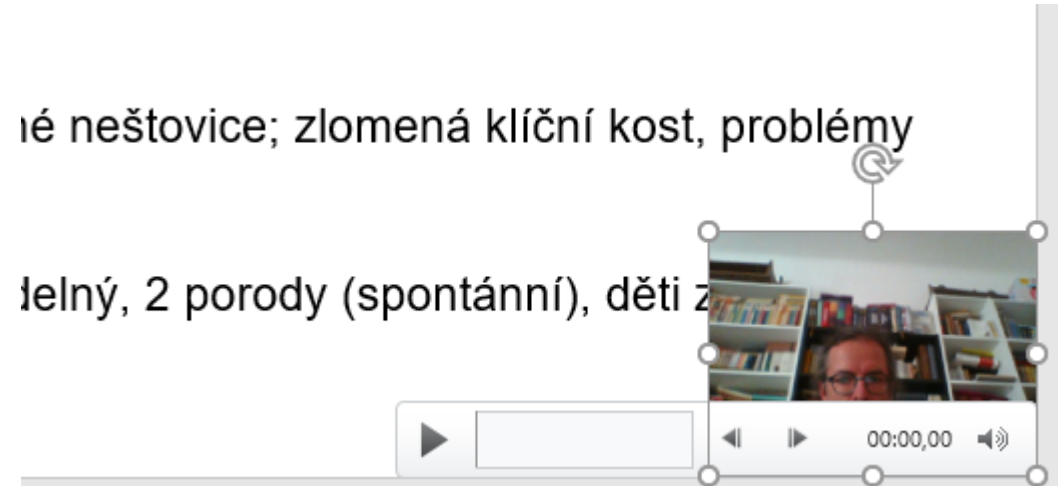 né neštovice; zlomená klíční kost, problémy
delný, 2 porody (spontánní), děti z
00:00,00